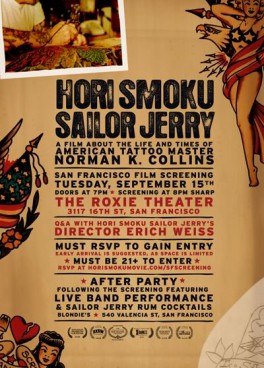 HORI SMOKU
SAILOR JERRY
A FILM ABOUT THE LIFE AND TIMES OF
AMERICAN TATTOO MASTER
NORMAN K. COLLINS
SAN FRANCISCO FILM SCREENING
TUESDAY, SEPTEMBER 15TH
DOORS AT 7PM ★ SCREENING AT 8PM SHARP
THE ROXIE THEATER
3117 16TH ST, SAN FRANCISCO
Q&A WITH HORI SMOKU SAILOR JERRY'S
DIRECTOR ERICH WEISS
MUST RSVP TO GAIN ENTRY
EARLY ARRIVAL IS SUGGESTED, AS SPACE IS LIMITED
★ MUST BE 21+ TO ENTER ★
RSVP AT HORISMOKUMOVIE.COM/SFSCREENING
★ AFTER PARTY ★
FOLLOWING THE SCREENING FEATURING
LIVE BAND PERFORMANCE
& SAILOR JERRY RUM COCKTAILS
BLONDIE'S ★ 540 VALENCIA ST, SAN FRANCISCO